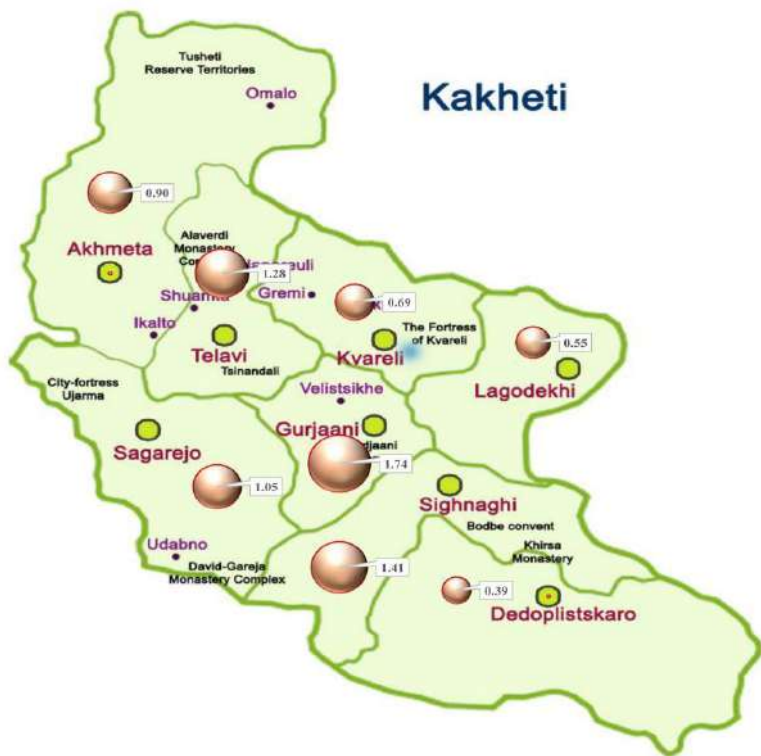 Kakheti
Tusheti
Reserve Territories
Omalo
0.90
Akhmeta
Alaverdi
Monastery
1.28
Shuamta
Ikalto
Telavi
Tsinandali
Gremi
0.69
The Fortress
of Kvareli
Kvareli
0.55
Lagodekhi
City-fortress
Ujarma
Velistsikhe
Gurjaani
1.74
Sagarejo
1.05
Sighnaghi
Bodbe convent
Khirsa
Monastery
Udabno
David-Gareja
Monastery Complex
1.41
0.39
Dedoplistskaro